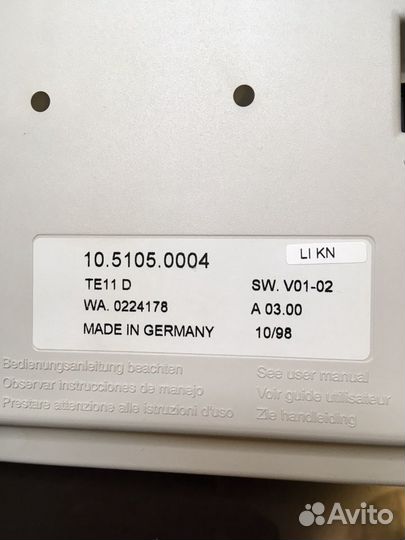 LI KN
10.5105.0004
TE11 D SW. V01-02
WA. 0224178 A 03.00
MADE IN GERMANY 10/98
Bedienungsanleitung beachten See user manual
Observar instrucciones de manejo Voir guide utilisateur
Prestare attenzione alle istruzioni d'uso Zie handleiding
Avito